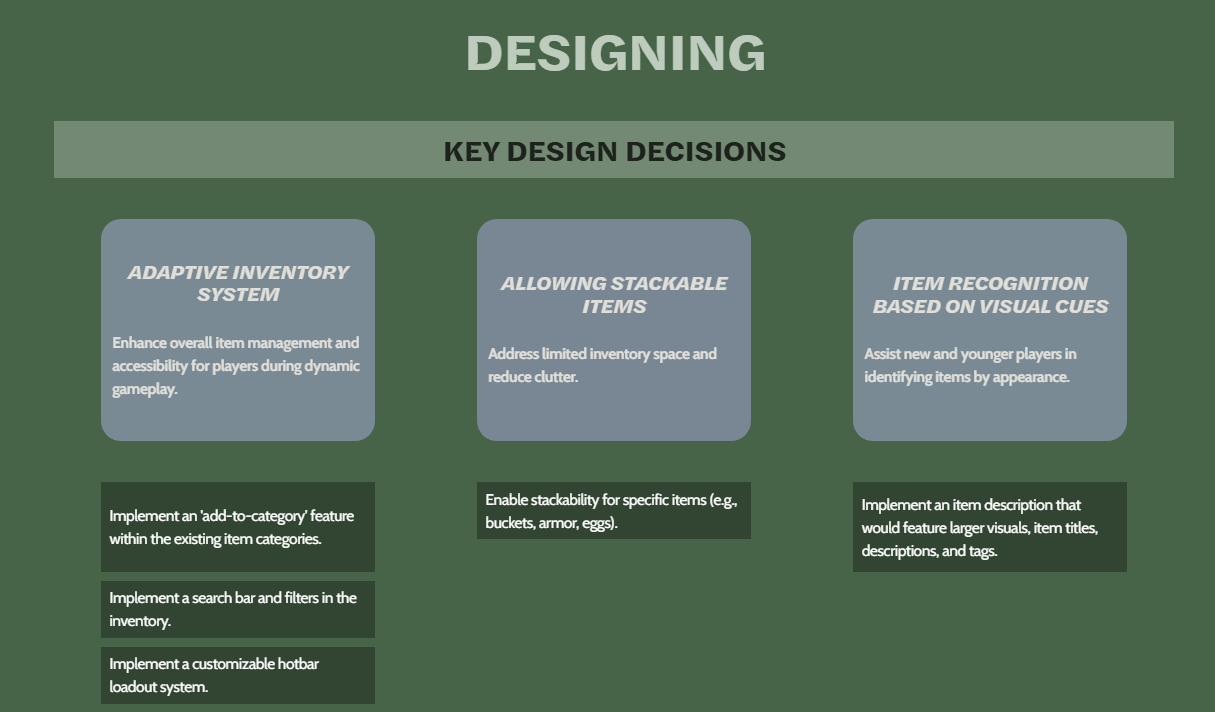 DESIGNING
KEY DESIGN DECISIONS
ADAPTIVE INVENTORY
SYSTEM
Enhance overall item management and
accessibility for players during dynamic
gameplay.
Implement an 'add-to-category' feature
within the existing item categories.
Implement a search bar and filters in the
inventory.
Implement a customizable hotbar
loadout system.
ALLOWING STACKABLE
ITEMS
Address limited inventory space and
reduce clutter.
Enable stackability for specific items (e.g.,
buckets, armor, eggs).
ITEM RECOGNITION
BASED ON VISUAL CUES
Assist new and younger players in
identifying items by appearance.
Implement an item description that
would feature larger visuals, item titles,
descriptions, and tags.